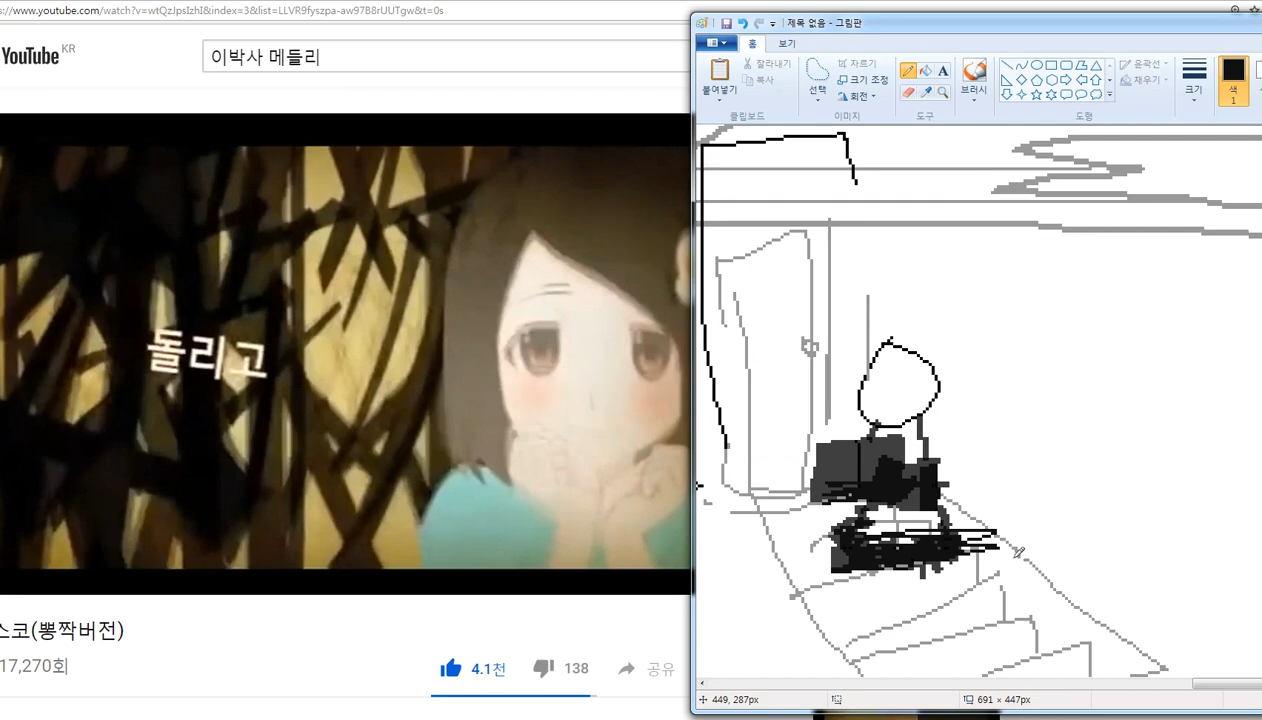 www.youtube.com/watch?v=wtQzJpsIzhI&index=3&list=LLVR9fyszpa-aw97B8rUUTgw&t=0s
YouTube KR
이박사 메들리
돌리고
스코(뽕짝버전)
17,270회
4.1천
138
공유
제목 없음 - 그림판
홈
보기
붙여넣기
잘라내기
복사
클립보드
선택
자르기
크기 조정
회전
이미지
A
도구
브러시
윤곽선
채우기
도형
크기
색
1
449, 287px
691 × 447px